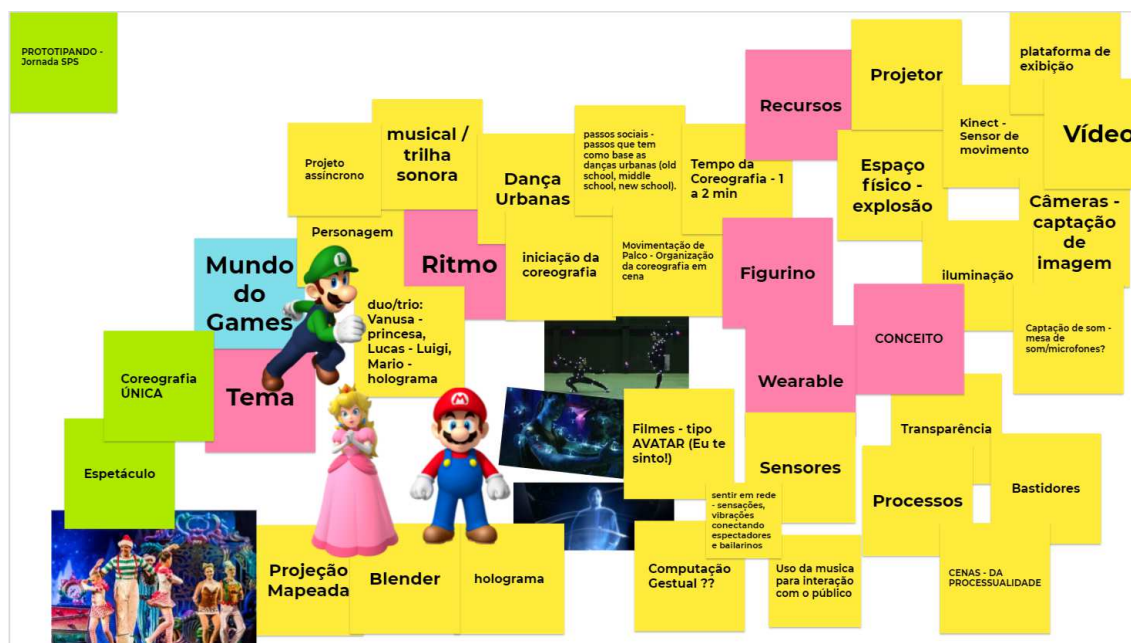 PROTOTIPANDO -
Jornada SPS
Projeto
assíncrono
musical /
trilha
sonora
Dança
Urbanas
passos sociais -
passos que tem
como base as
danças urbanas (old
school, middle
school, new school).
Tempo da
Coreografia - 1
a 2 min
Recursos
Projetor
plataforma de
exibição
Kinect -
Sensor de
movimento
Vídeo
Espaço
físico -
explosão
Câmeras -
captação
de
imagem
Personagem
Mundo
do
Games
Ritmo
iniciação da
coreografia
Movimentação de
Palco - Organização
da coreografia em
cena
Figurino
iluminação
duo/trio:
Vanusa -
princesa,
Lucas - Luigi,
Mario -
holograma
CONCEITO
Captação de som -
mesa de
som/microfones?
Coreografia
ÚNICA
Tema
Wearable
Espetáculo
Filmes - tipo
AVATAR (Eu te
sinto!)
Sensores
Transparência
Processos
Bastidores
sentir em rede
- sensações,
vibrações
conectando
espectadores
e bailarinos
Projeção
Mapeada
Blender
holograma
Computação
Gestual ??
Uso da musica
para interação
com o público
CENAS - DA
PROCESSUALIDADE
L
M